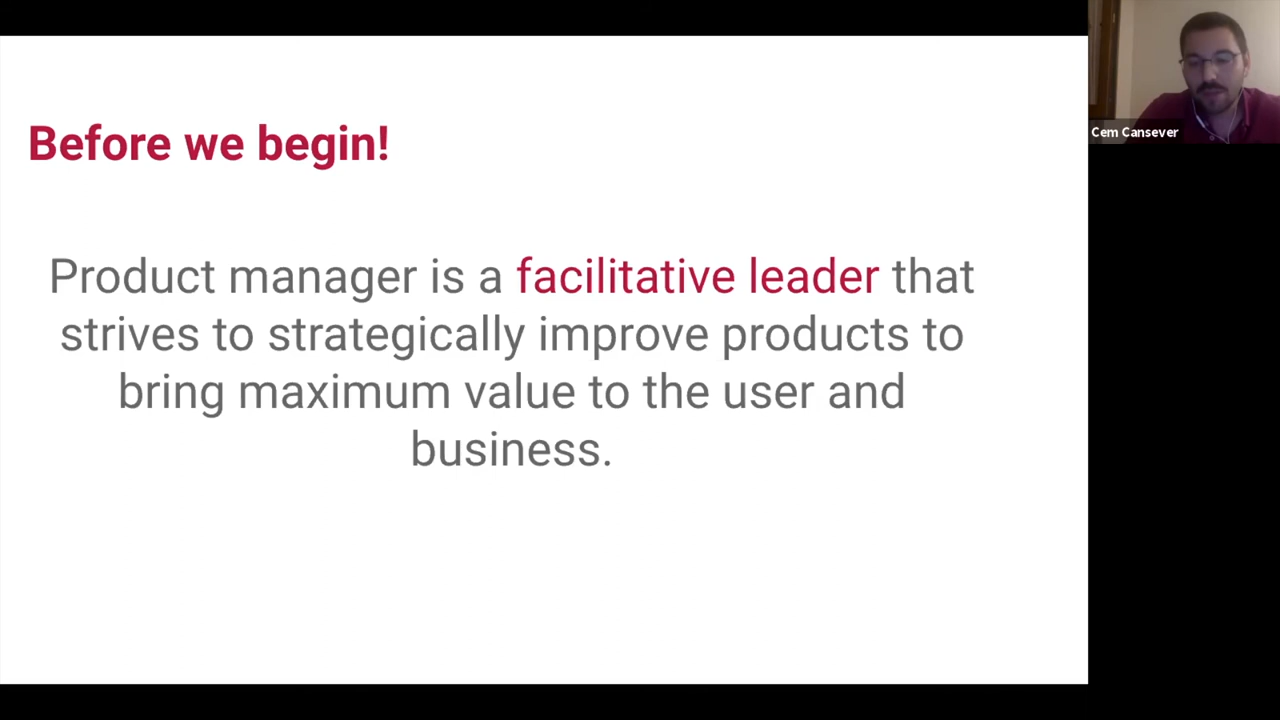 Before we begin!
Product manager is a facilitative leader that
strives to strategically improve products to
bring maximum value to the user and
business.
Cem Cansever